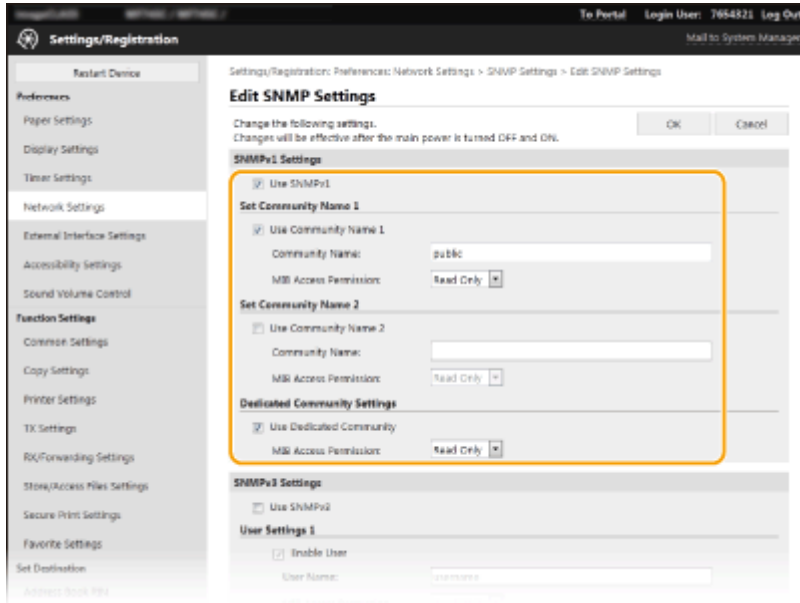 To Portal Login User: 7654321 Log Out
Settings/Registration
Mail to System Manager
Restart Device
Preferences
Paper Settings
Display Settings
Timer Settings
Network Settings
External Interface Settings
Accessibility Settings
Sound Volume Control
Function Settings
Common Settings
Copy Settings
Printer Settings
TX Settings
RX/Forwarding Settings
Store/Access Files Settings
Secure Print Settings
Favorite Settings
Set Destination
Address Book PIN
Settings/Registration: Preferences: Network Settings > SNMP Settings > Edit SNMP Settings
Edit SNMP Settings
Change the following settings.
Changes will be effective after the main power is turned OFF and ON.
OK Cancel
SNMPv1 Settings
Use SNMPv1
Set Community Name 1
Use Community Name 1
Community Name: public
MIB Access Permission: Read Only
Set Community Name 2
Use Community Name 2
Community Name:
MIB Access Permission: Read Only
Dedicated Community Settings
Use Dedicated Community
MIB Access Permission: Read Only
SNMPv3 Settings
Use SNMPv3
User Settings 1
Enable User
User Name: username